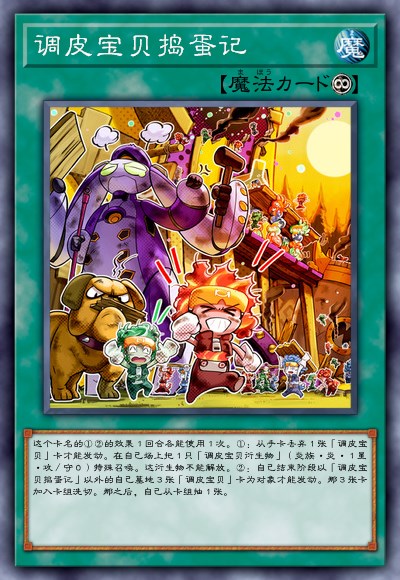 调皮宝贝捣蛋记
魔
【魔法カード】
ま ほう
这个卡名的①②的效果1回合各能使用1次。①:从手卡丢弃1张「调皮宝
贝」卡才能发动。在自己场上把1只「调皮宝贝衍生物」(炎族·炎·1星
·攻/守0)特殊召唤。这衍生物不能解放。②:自己结束阶段以「调皮宝
贝捣蛋记」以外的自己墓地3张「调皮宝贝」卡为对象才能发动。那3张卡
加入卡组洗切。那之后,自己从卡组抽1张。